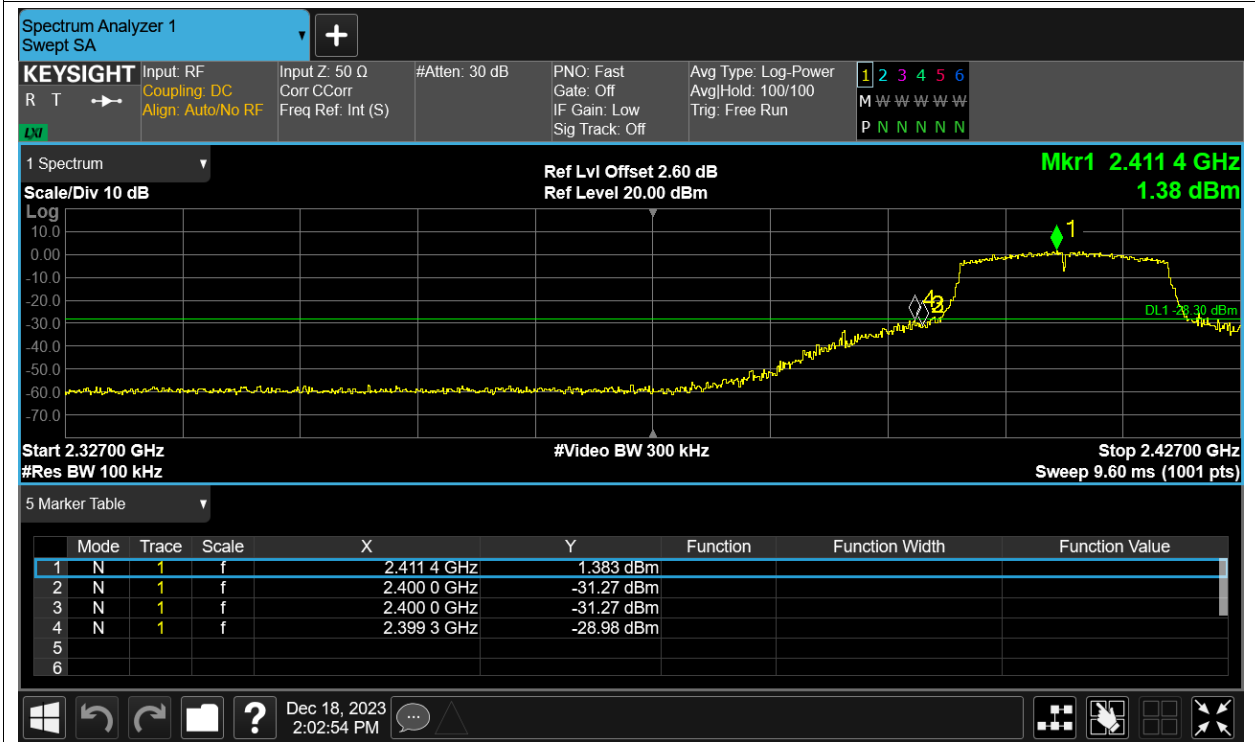 Spectrum Analyzer 1
Swept SA
+
KEYSIGHT
R T
LXI
Input: RF
Coupling: DC
Align: Auto/No RF
Input Z: 50 Ω
Corr CCorr
Freq Ref: Int (S)
#Atten: 30 dB
PNO: Fast
Gate: Off
IF Gain: Low
Sig Track: Off
Avg Type: Log-Power
Avg|Hold: 100/100
Trig: Free Run
1 2 3 4 5 6
M W W W W W
P N N N N N
1 Spectrum
Scale/Div 10 dB
Ref Lvl Offset 2.60 dB
Ref Level 20.00 dBm
Mkr1 2.411 4 GHz
1.38 dBm
Log
10.0
0.00
-10.0
-20.0
-30.0
-40.0
-50.0
-60.0
-70.0
1
4
DL1 -28.30 dBm
Start 2.32700 GHz
#Res BW 100 kHz
#Video BW 300 kHz
Stop 2.42700 GHz
Sweep 9.60 ms (1001 pts)
5 Marker Table
Mode Trace Scale X Y Function Function Width Function Value
1 N 1 f 2.411 4 GHz 1.383 dBm
2 N 1 f 2.400 0 GHz -31.27 dBm
3 N 1 f 2.400 0 GHz -31.27 dBm
4 N 1 f 2.399 3 GHz -28.98 dBm
5
6
?
Dec 18, 2023
2:02:54 PM